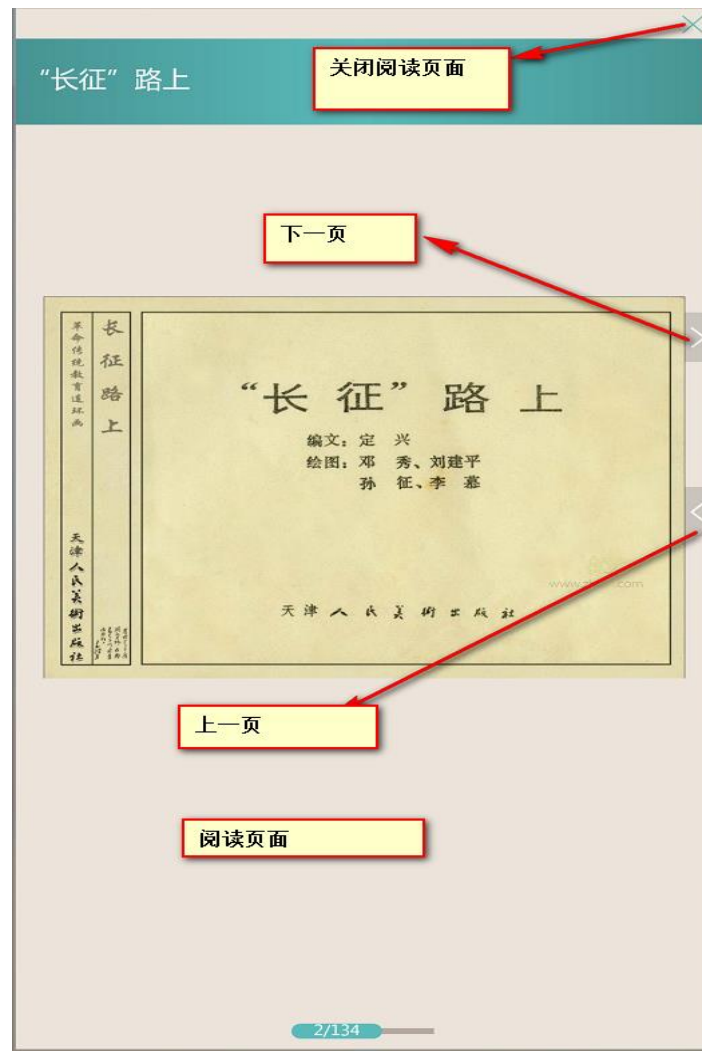 “长征”路上
关闭阅读页面
下一页
革命传统教育连环画
长征路上
天津人民美術出版社
“长征”路上
编文：定 兴
绘图：邓 秀、刘建平
孙 征、李 慕
天津人民美術出版社
上一页
阅读页面
2/134